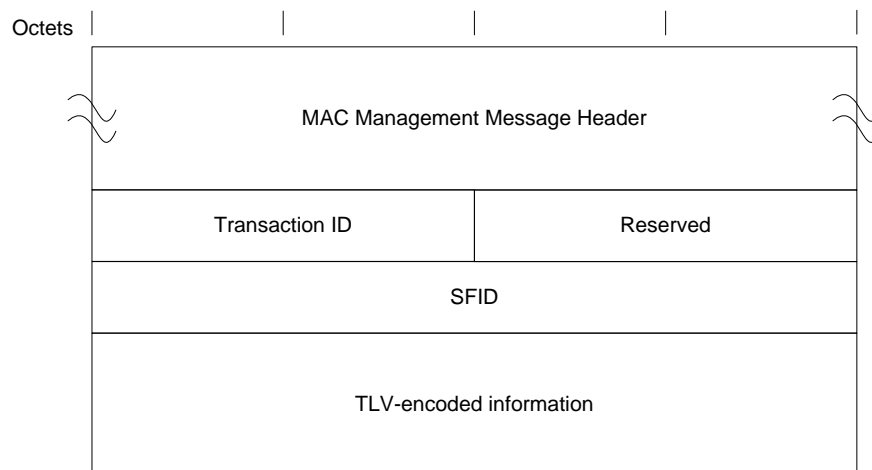 Octets
MAC Management Message Header
Transaction ID
Reserved
SFID
TLV-encoded information